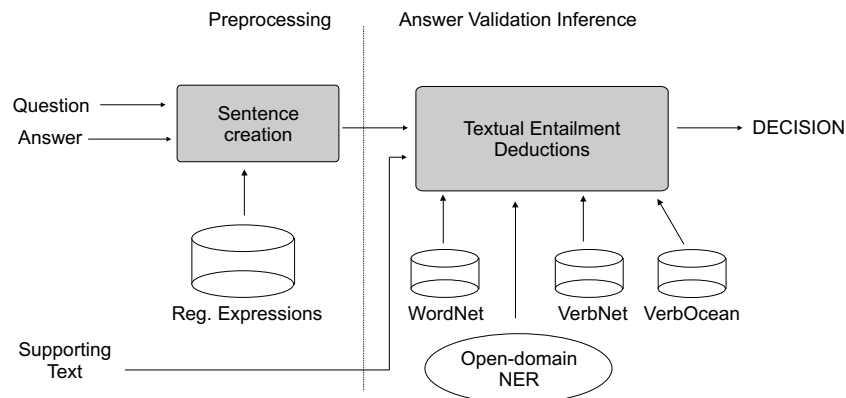 Preprocessing
Answer Validation Inference
Question
Answer
Sentence
creation
Textual Entailment
Deductions
DECISION
Reg. Expressions
WordNet
VerbNet
VerbOcean
Supporting
Text
Open-domain
NER